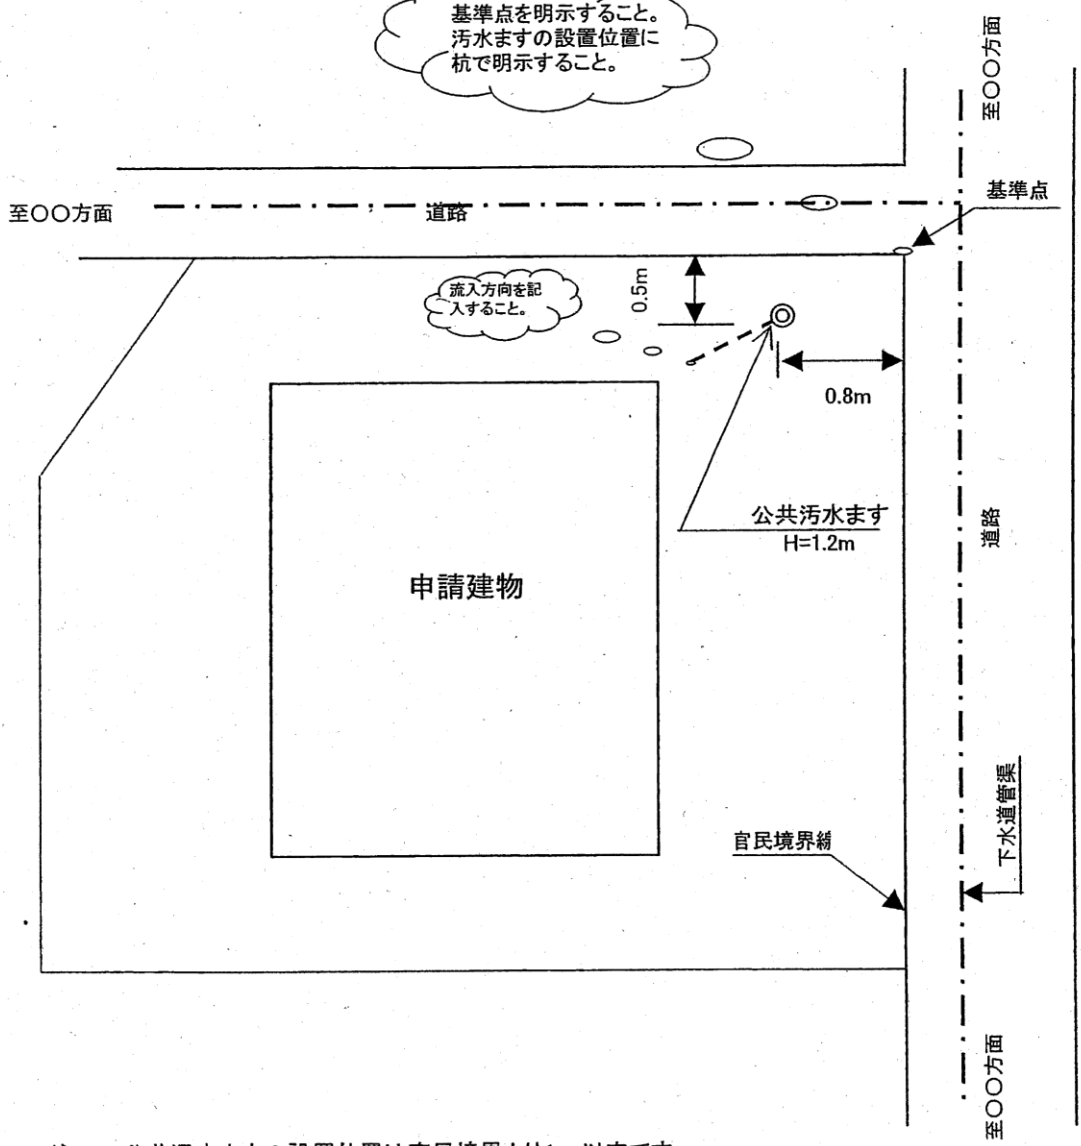 基準点を明示すること。
汚水ますの設置位置に
杭で明示すること。
至〇〇方面
至〇〇方面
道路
基準点
流入方向を記
入すること。
0.5m
0.8m
公共汚水ます
H=1.2m
道路
申請建物
官民境界線
下水道管渠
至〇〇方面